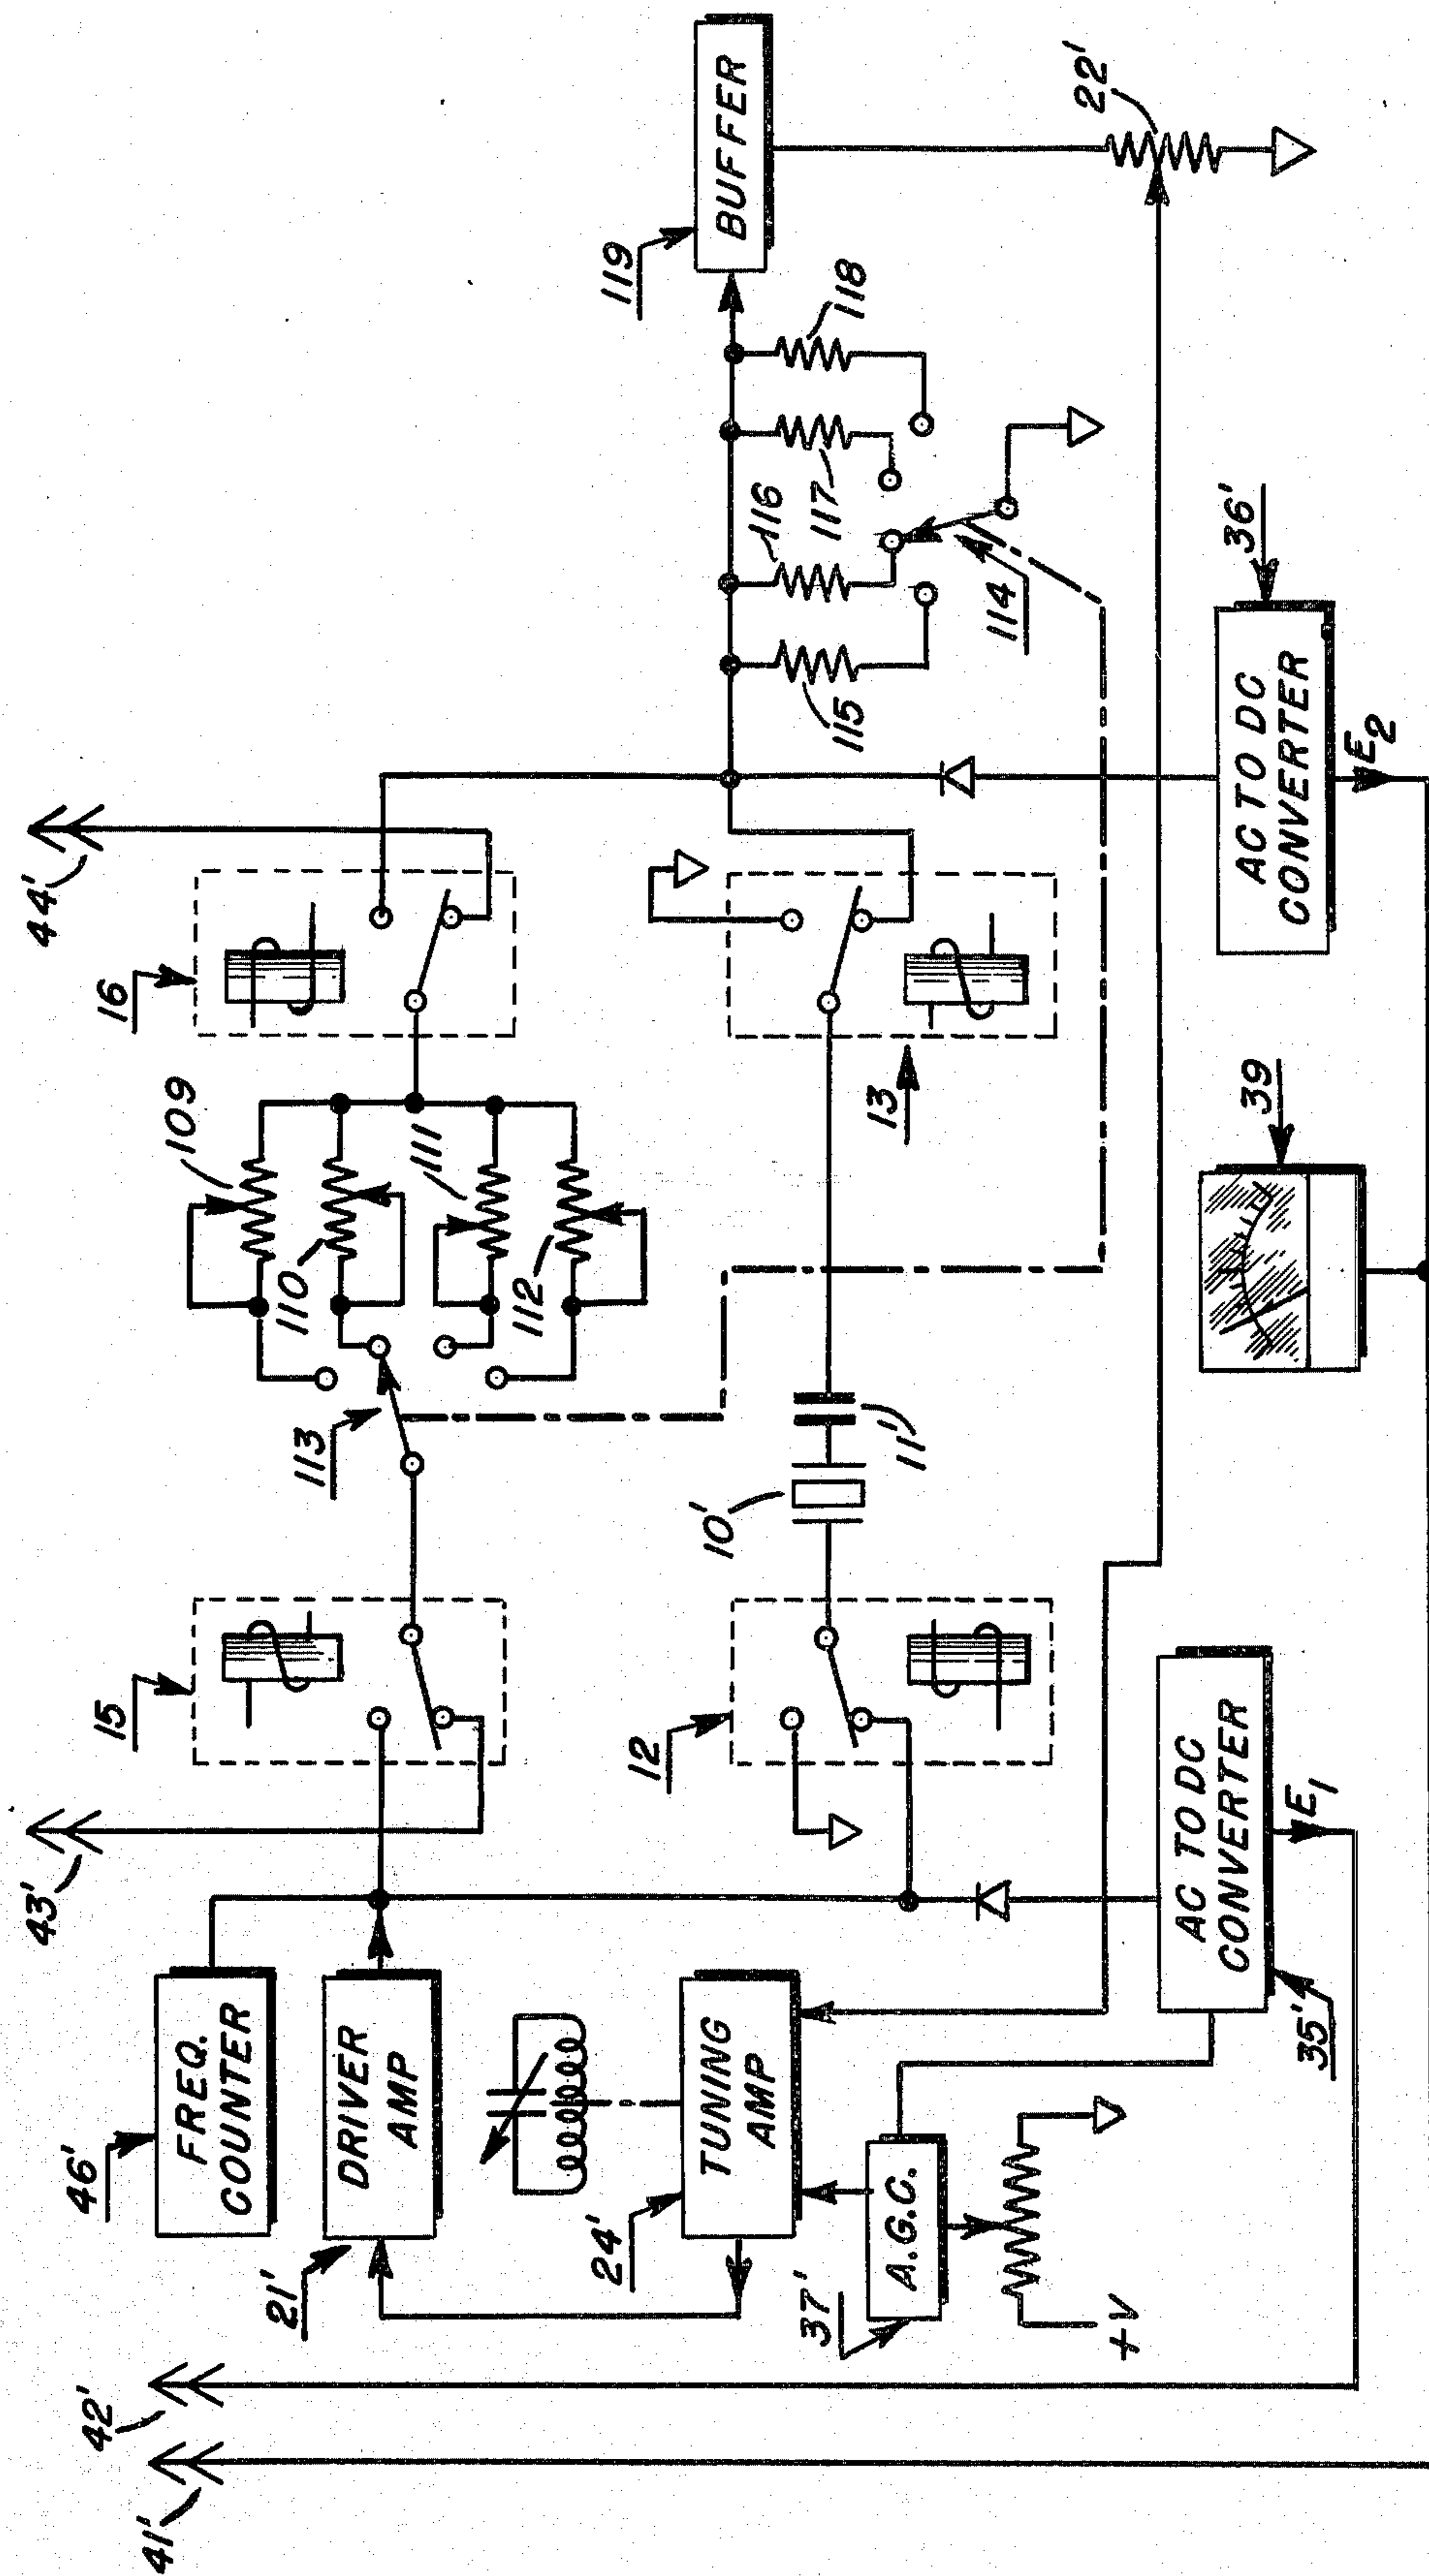 41'
42'
43'
44'
46'
FREQ.
COUNTER
15
16
109
110
111
112
113
21'
DRIVER
AMP
119
BUFFER
24'
TUNING
AMP
12
10'
11'
13
115
116
117
118
114
22'
37'
A.G.C.
+V
35'
AC TO DC
CONVERTER
E1
39
36'
AC TO DC
CONVERTER
E2